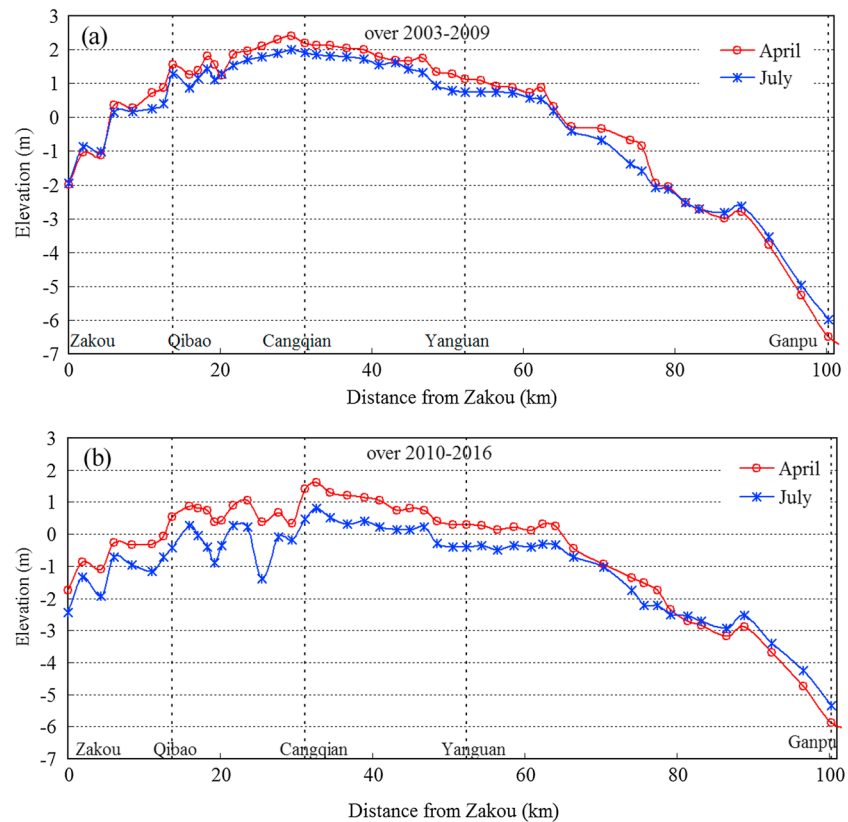 (a)
over 2003-2009
April
July
3
2
1
0
-1
-2
-3
-4
-5
-6
-7
Elevation (m)
Zakou
Qibao
Cangqian
Yanguan
Ganpu
0
20
40
60
80
100
Distance from Zakou (km)
(b)
over 2010-2016
April
July
3
2
1
0
-1
-2
-3
-4
-5
-6
-7
Elevation (m)
Zakou
Qibao
Cangqian
Yanguan
Ganpu
0
20
40
60
80
100
Distance from Zakou (km)